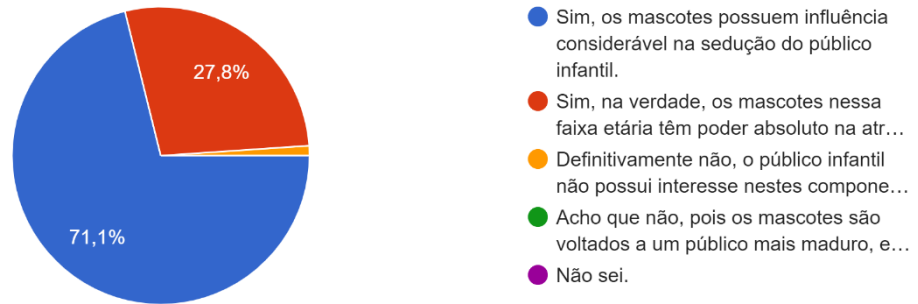 Sim, os mascotes possuem influência
considerável na sedução do público
infantil.
27,8%
Sim, na verdade, os mascotes nessa
faixa etária têm poder absoluto na atr…
Definitivamente não, o público infantil
não possui interesse nestes compone…
71,1%
Acho que não, pois os mascotes são
voltados a um público mais maduro, e…
Não sei.